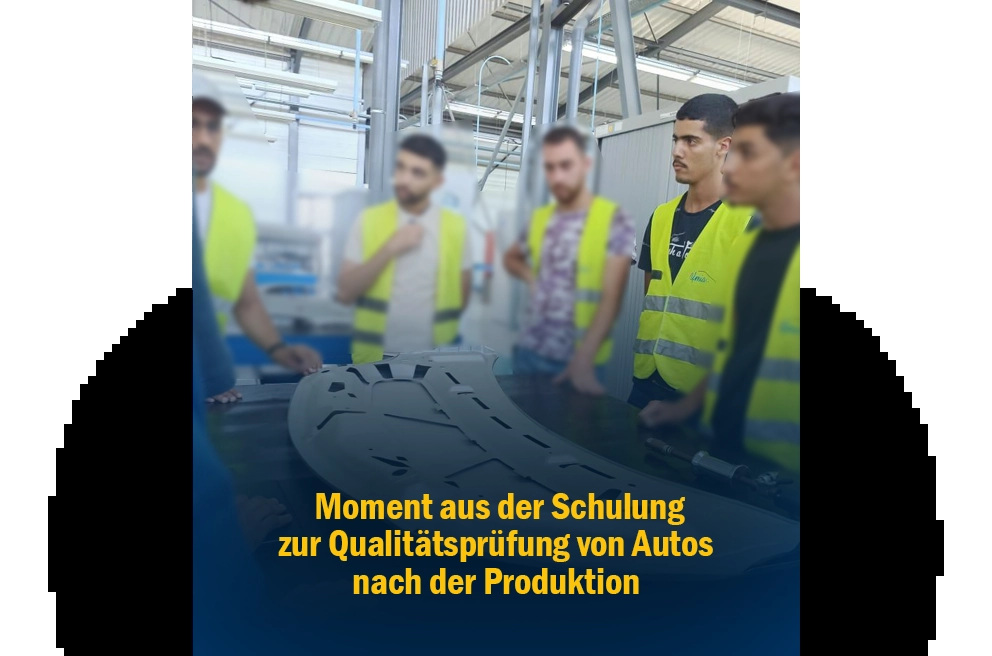 Moment aus der Schulung
zur Qualitätsprüfung von Autos
nach der Produktion